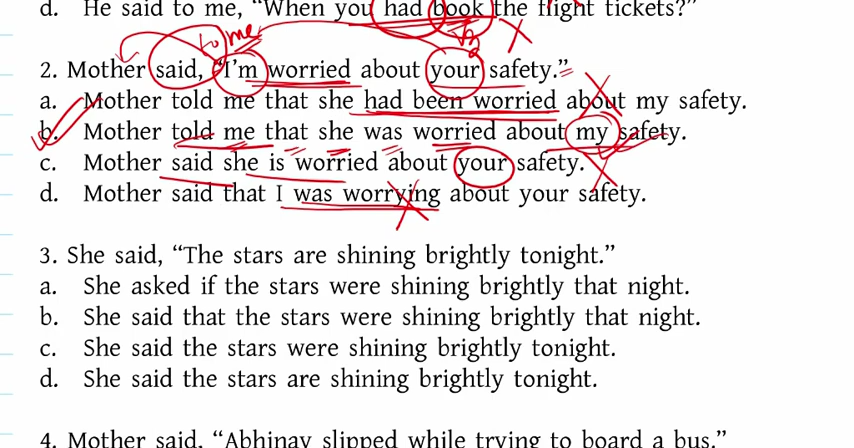 d. He said to me, "When you had book the flight tickets?"
to me
2. Mother said, "I'm worried about your safety."
a. Mother told me that she had been worried about my safety.
b. Mother told me that she was worried about my safety.
c. Mother said she is worried about your safety.
d. Mother said that I was worrying about your safety.
3. She said, "The stars are shining brightly tonight."
a. She asked if the stars were shining brightly that night.
b. She said that the stars were shining brightly that night.
c. She said the stars were shining brightly tonight.
d. She said the stars are shining brightly tonight.
4. Mother said, "Abhinav slipped while trying to board a bus."